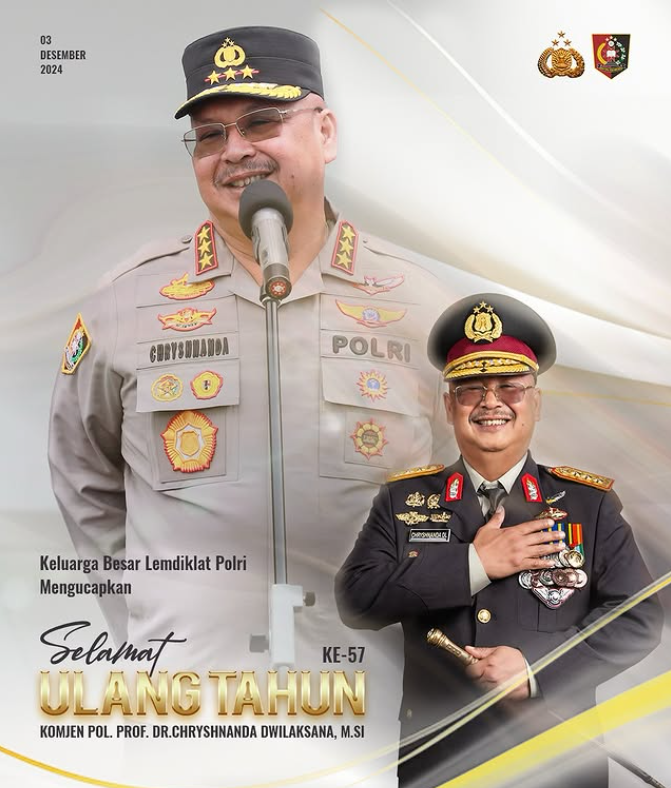 03
DESEMBER
2024
CHRYSHNANDA
POLRI
CHRYSHNANDA DL
Keluarga Besar Lemdiklat Polri
Mengucapkan
Selamat
KE-57
ULANG TAHUN
KOMJEN POL. PROF. DR.CHRYSHNANDA DWILAKSANA, M.SI